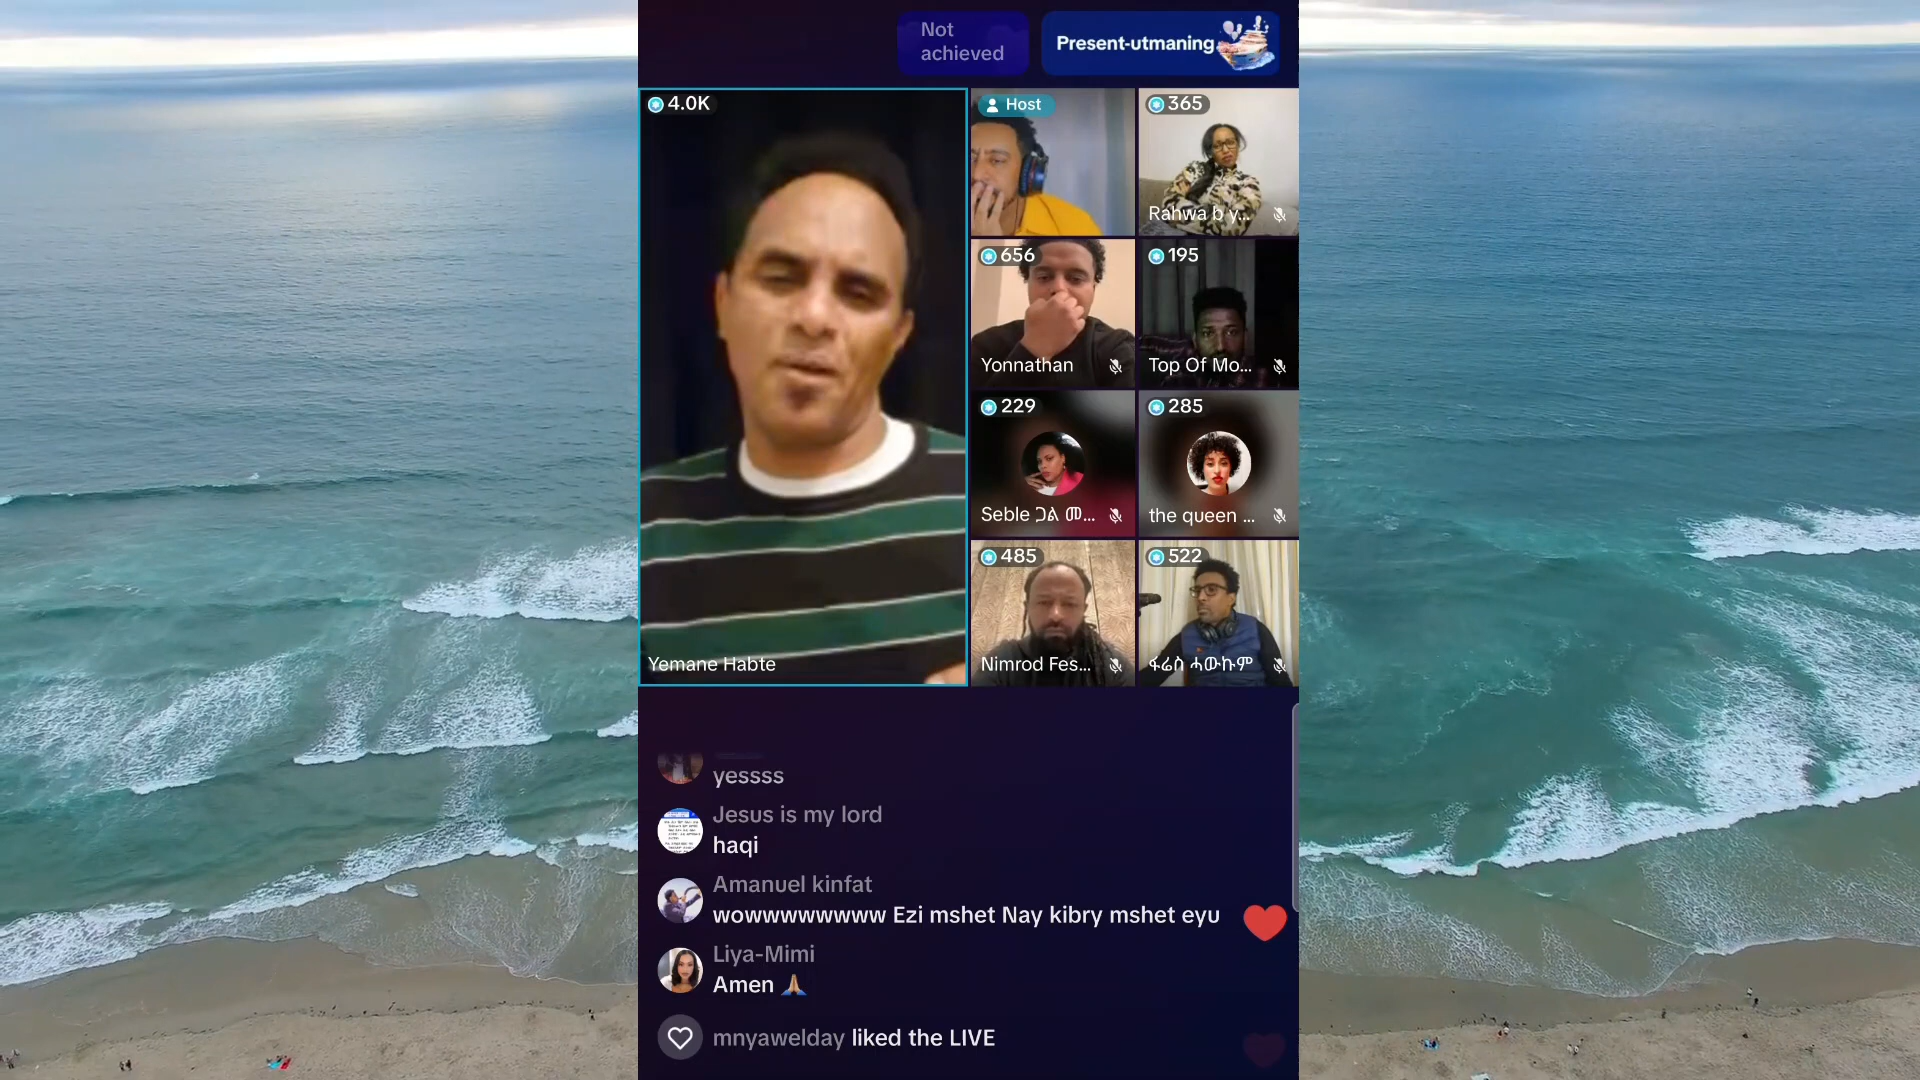 Not
achieved
Present-utmaning
4.0K
Host
365
Rahwa b y...
656
195
Yonnathan
Top Of Mo...
229
285
Seble ጋል መ...
the queen ...
485
522
Yemane Habte
Nimrod Fes...
ፋሬስ ሓውኩም
yessss
Jesus is my lord
haqi
Amanuel kinfat
wowwwwwwww Ezi mshet Nay kibry mshet eyu
Liya-Mimi
Amen 🙏🏽
mnyawelday liked the LIVE